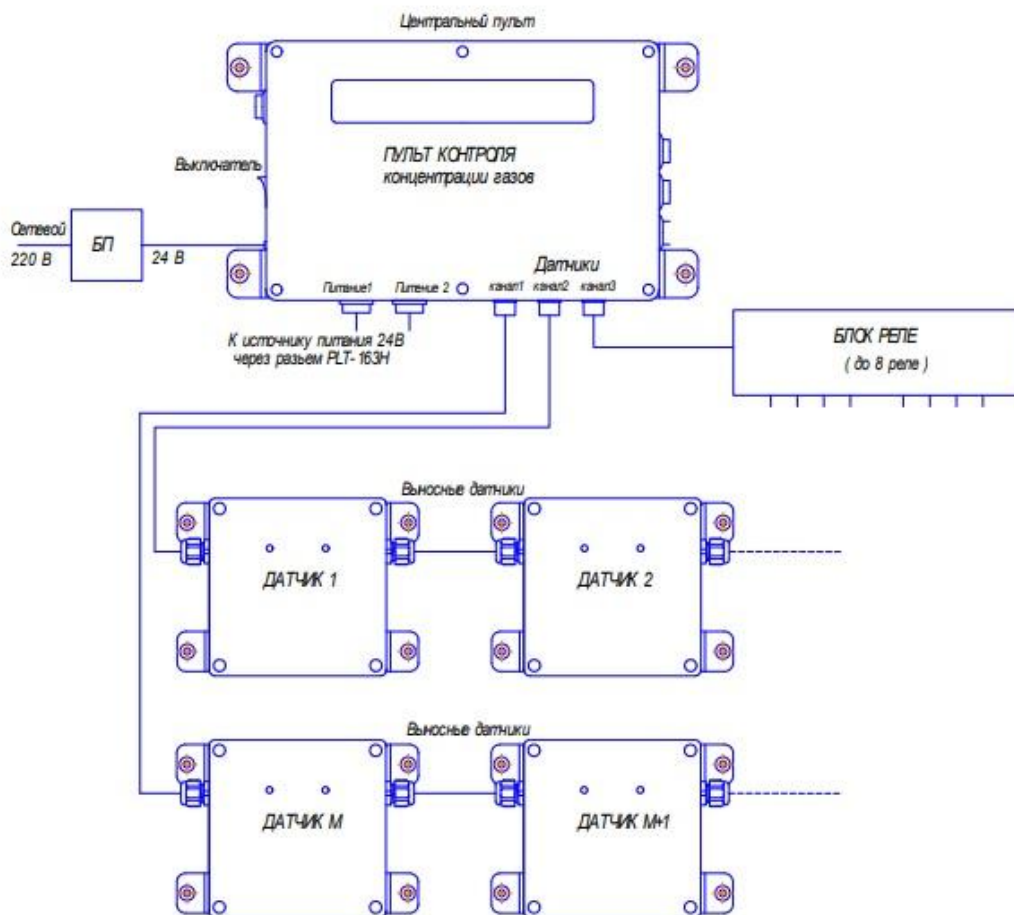 Центральный пульт
ПУЛЬТ КОНТРОЛЯ
концентрации газов
Выключатель
Сетевой
220 В
БП
24 В
Датчики
Питание1
Питение 2
канал1
канал2
канал3
К источнику питания 24В
через разьем PLT-163H
БЛОК РЕЛЕ
( до 8 реле )
Выносные датчики
ДАТЧИК 1
ДАТЧИК 2
Выносные датчики
ДАТЧИК М
ДАТЧИК М+1